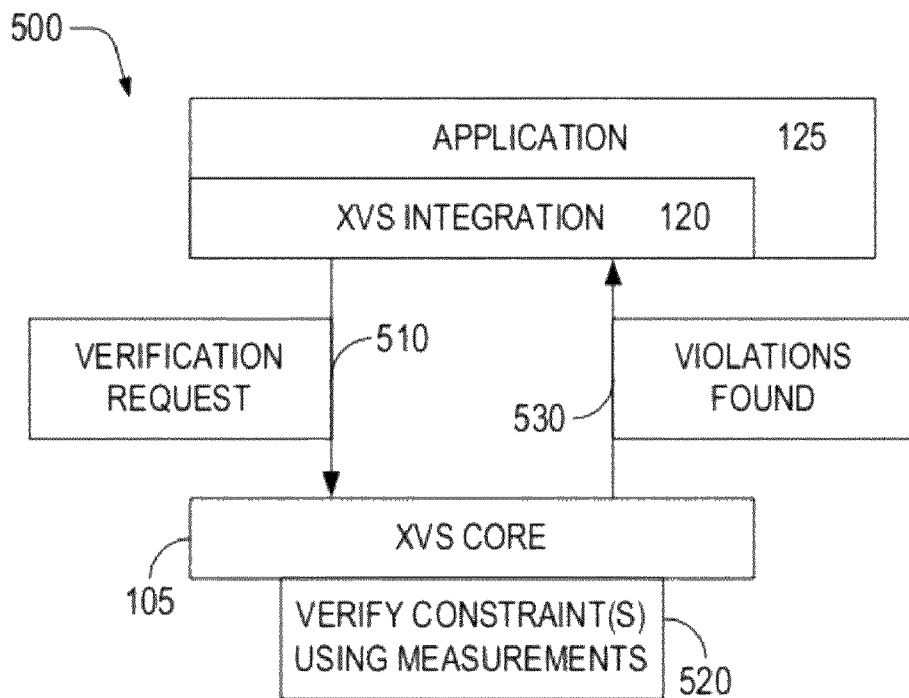 500
APPLICATION 125
XVS INTEGRATION 120
VERIFICATION
REQUEST
510
530
VIOLATIONS
FOUND
XVS CORE
105
VERIFY CONSTRAINT(S)
USING MEASUREMENTS
520